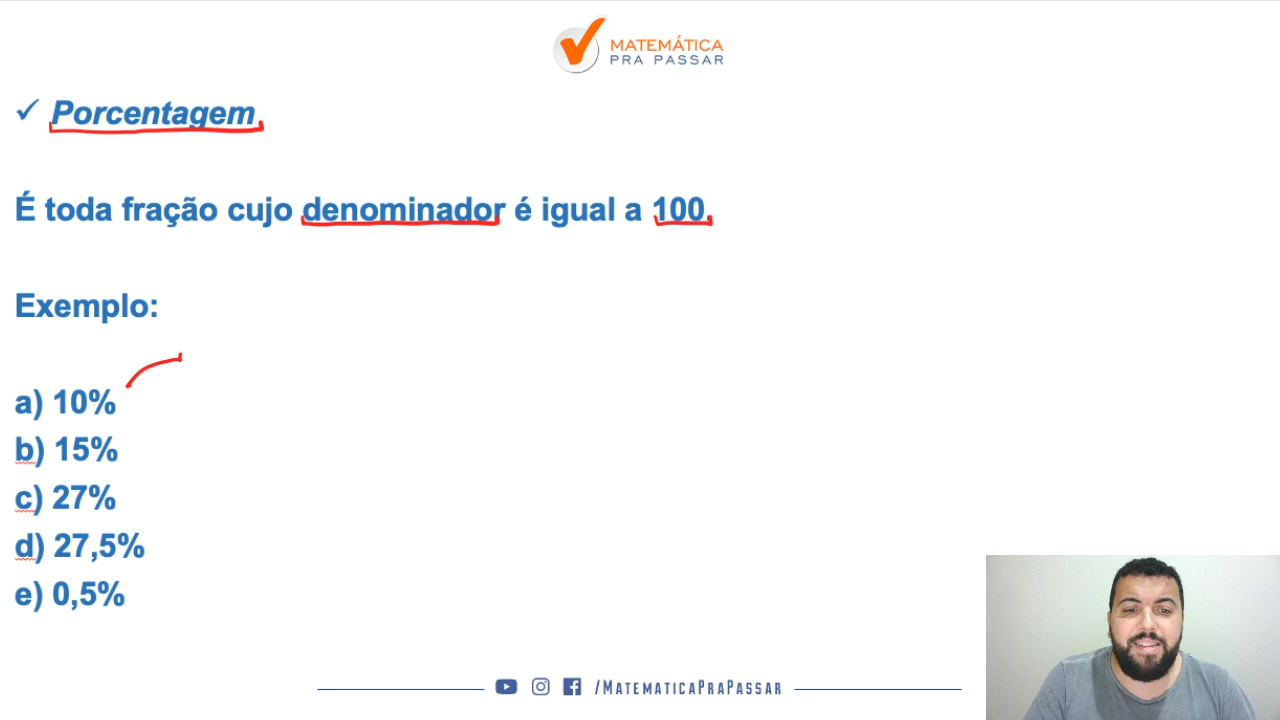 MATEMÁTICA
PRA PASSAR
✓ Porcentagem
É toda fração cujo denominador é igual a 100.
Exemplo:
a) 10%
b) 15%
c) 27%
d) 27,5%
e) 0,5%
/MATEMATICAPRAPASSAR